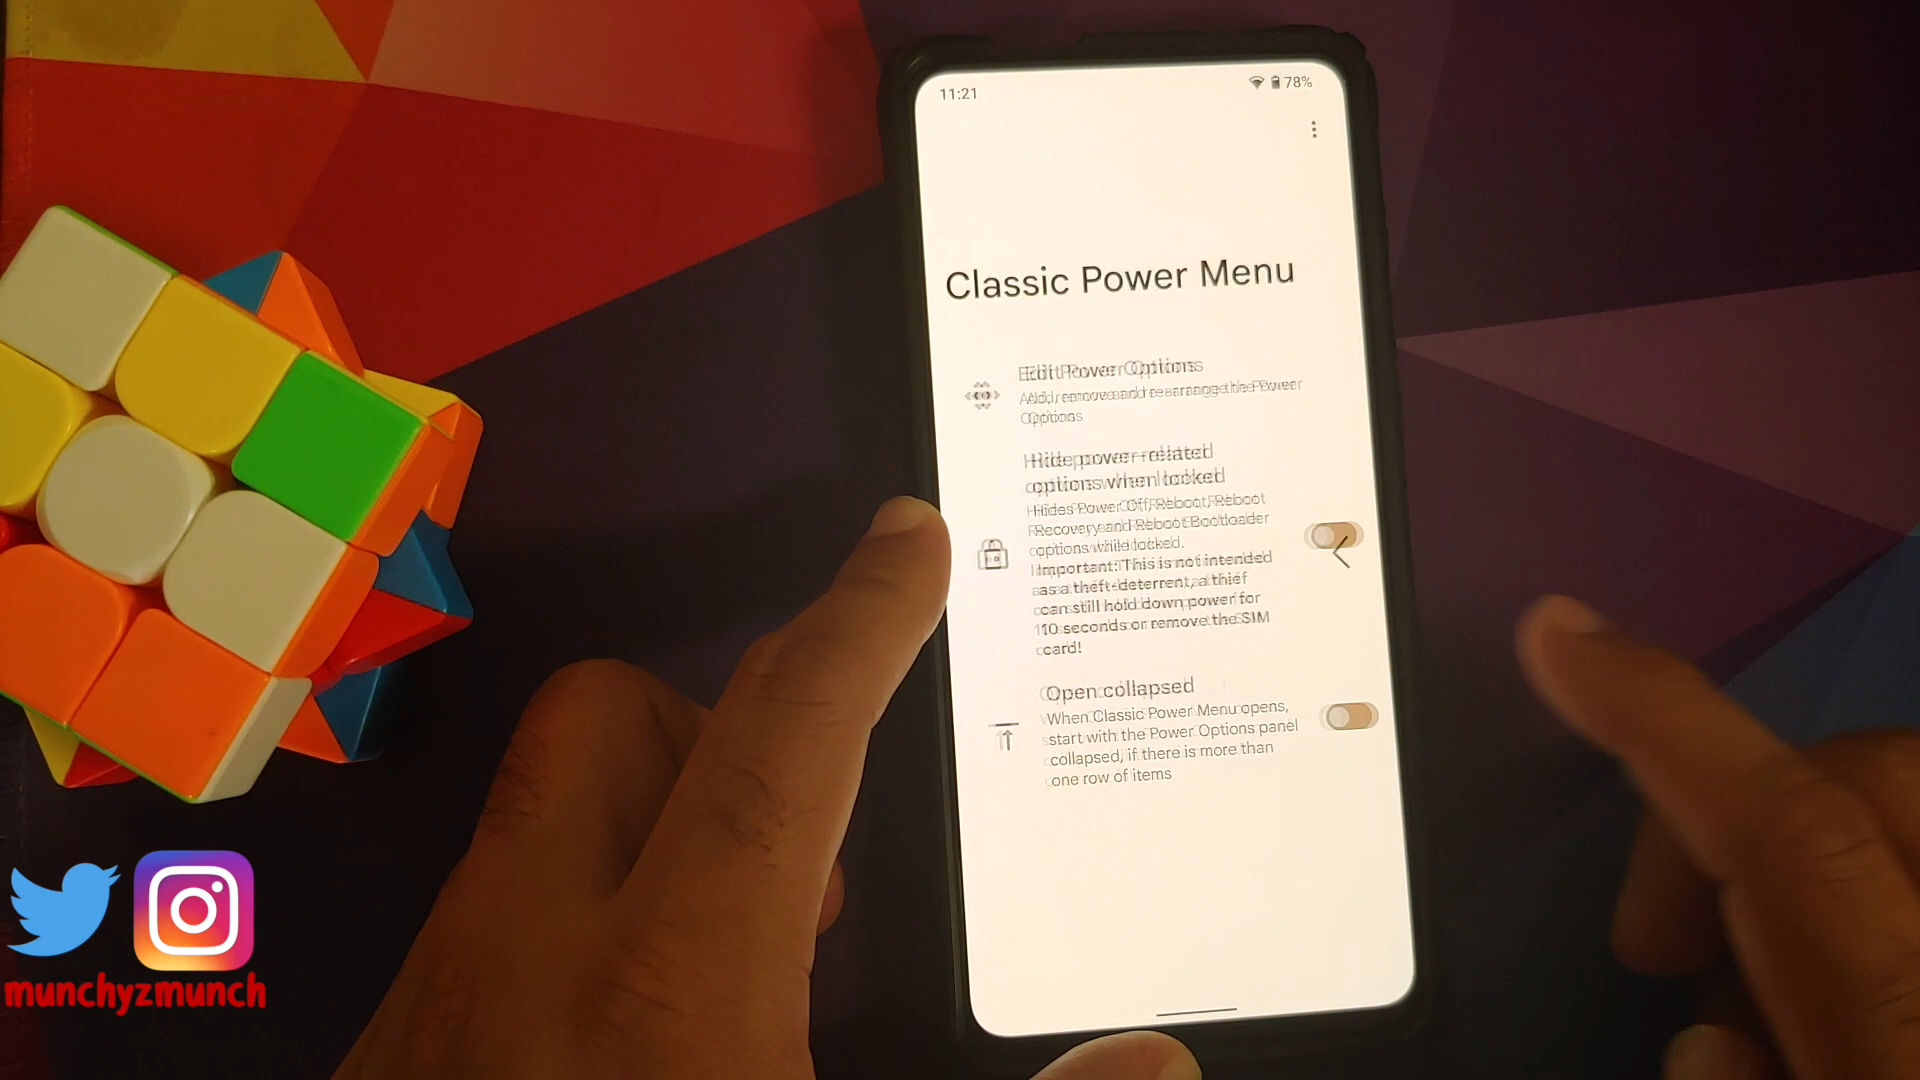 11:21
78%
Classic Power Menu
Edit Power Options
Add, remove and rearrange the Power
Options
Hide power-related
options when locked
Hides Power Off, Reboot, Reboot
Recovery and Reboot Bootloader
options while locked.
Important: This is not intended
as a theft-deterrent, a thief
can still hold down power for
10 seconds or remove the SIM
card!
Open collapsed
When Classic Power Menu opens,
start with the Power Options panel
collapsed, if there is more than
one row of items
munchyzmunch